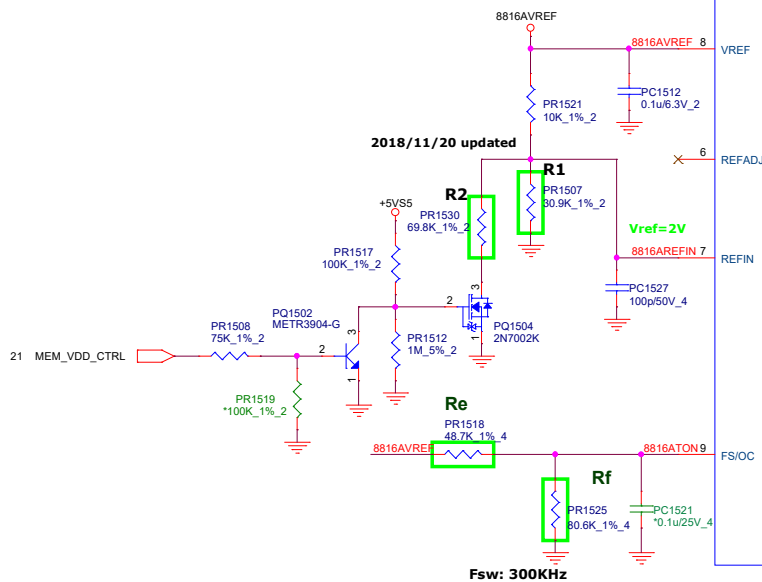 8816AVREF
8816AVREF
8
VREF
PR1521
10K_1%_2
PC1512
0.1u/6.3V_2
2018/11/20 updated
6
REFADJ
R1
PR1507
30.9K_1%_2
R2
PR1530
69.8K_1%_2
+5VS5
PR1517
100K_1%_2
Vref=2V
8816AREFIN
7
REFIN
PC1527
100p/50V_4
3
2
1
PQ1504
2N7002K
PQ1502
METR3904-G
3
2
1
PR1512
1M_5%_2
PR1508
75K_1%_2
21 MEM_VDD_CTRL
PR1519
*100K_1%_2
Re
PR1518
48.7K_1%_4
8816AVREF
8816ATON
9
FS/OC
Rf
PR1525
80.6K_1%_4
PC1521
*0.1u/25V_4
Fsw: 300KHz